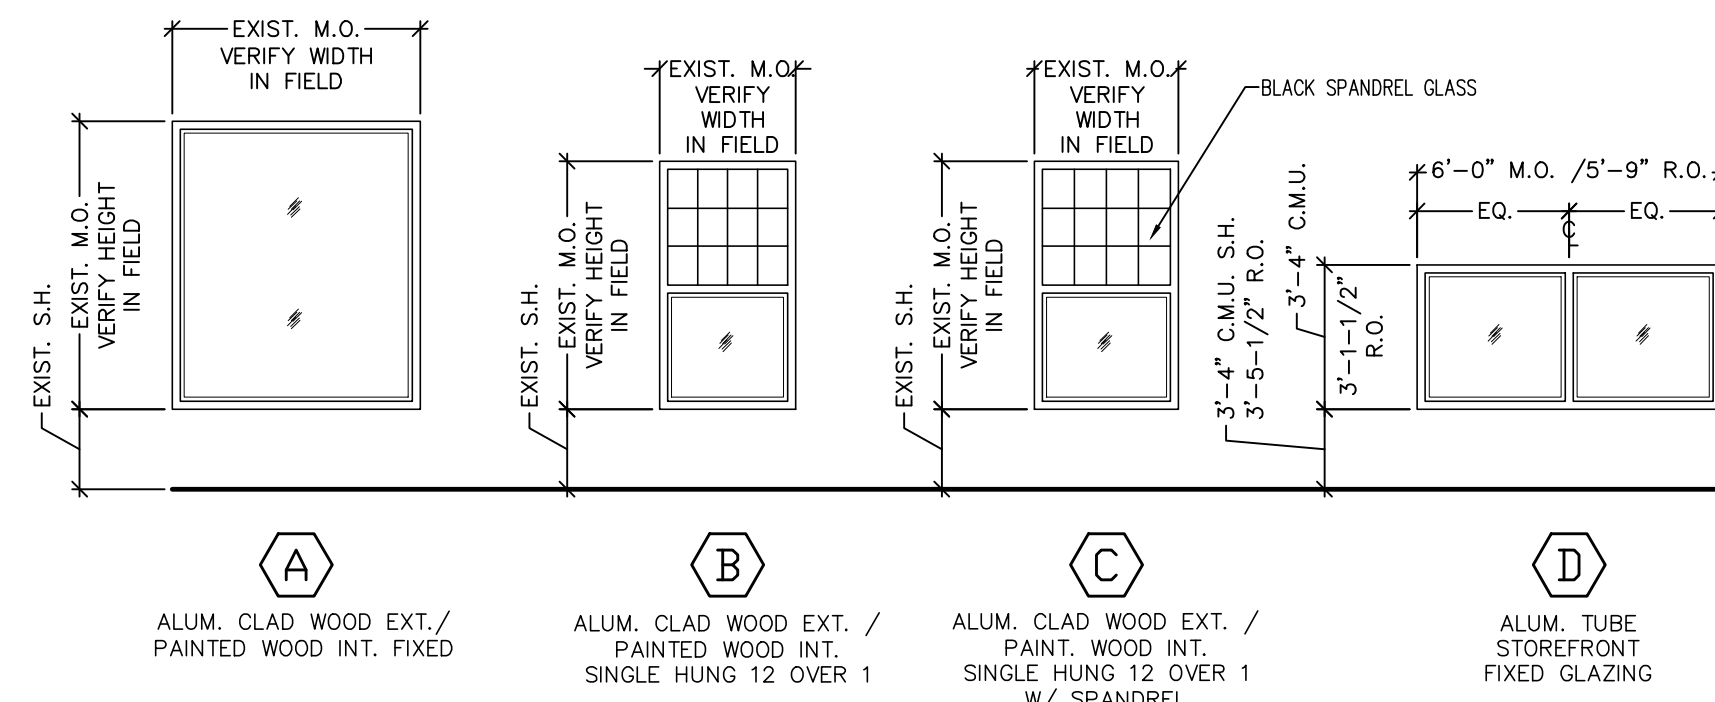 EXIST. M.O.
VERIFY WIDTH
IN FIELD
EXIST. S.H.
EXIST. M.O.
VERIFY HEIGHT
IN FIELD
A
ALUM. CLAD WOOD EXT./
PAINTED WOOD INT. FIXED
EXIST. M.O.
VERIFY
WIDTH
IN FIELD
EXIST. S.H.
EXIST. M.O.
VERIFY HEIGHT
IN FIELD
B
ALUM. CLAD WOOD EXT. /
PAINTED WOOD INT.
SINGLE HUNG 12 OVER 1
EXIST. M.O.
VERIFY
WIDTH
IN FIELD
BLACK SPANDREL GLASS
EXIST. S.H.
EXIST. M.O.
VERIFY HEIGHT
IN FIELD
C
ALUM. CLAD WOOD EXT. /
PAINT. WOOD INT.
SINGLE HUNG 12 OVER 1
W/ SPANDREL
6'-0" M.O. /5'-9" R.O.
EQ.
EQ.
CL
3'-4" C.M.U. S.H.
3'-5-1/2" R.O.
3'-4" C.M.U.
3'-1-1/2"
R.O.
D
ALUM. TUBE
STOREFRONT
FIXED GLAZING